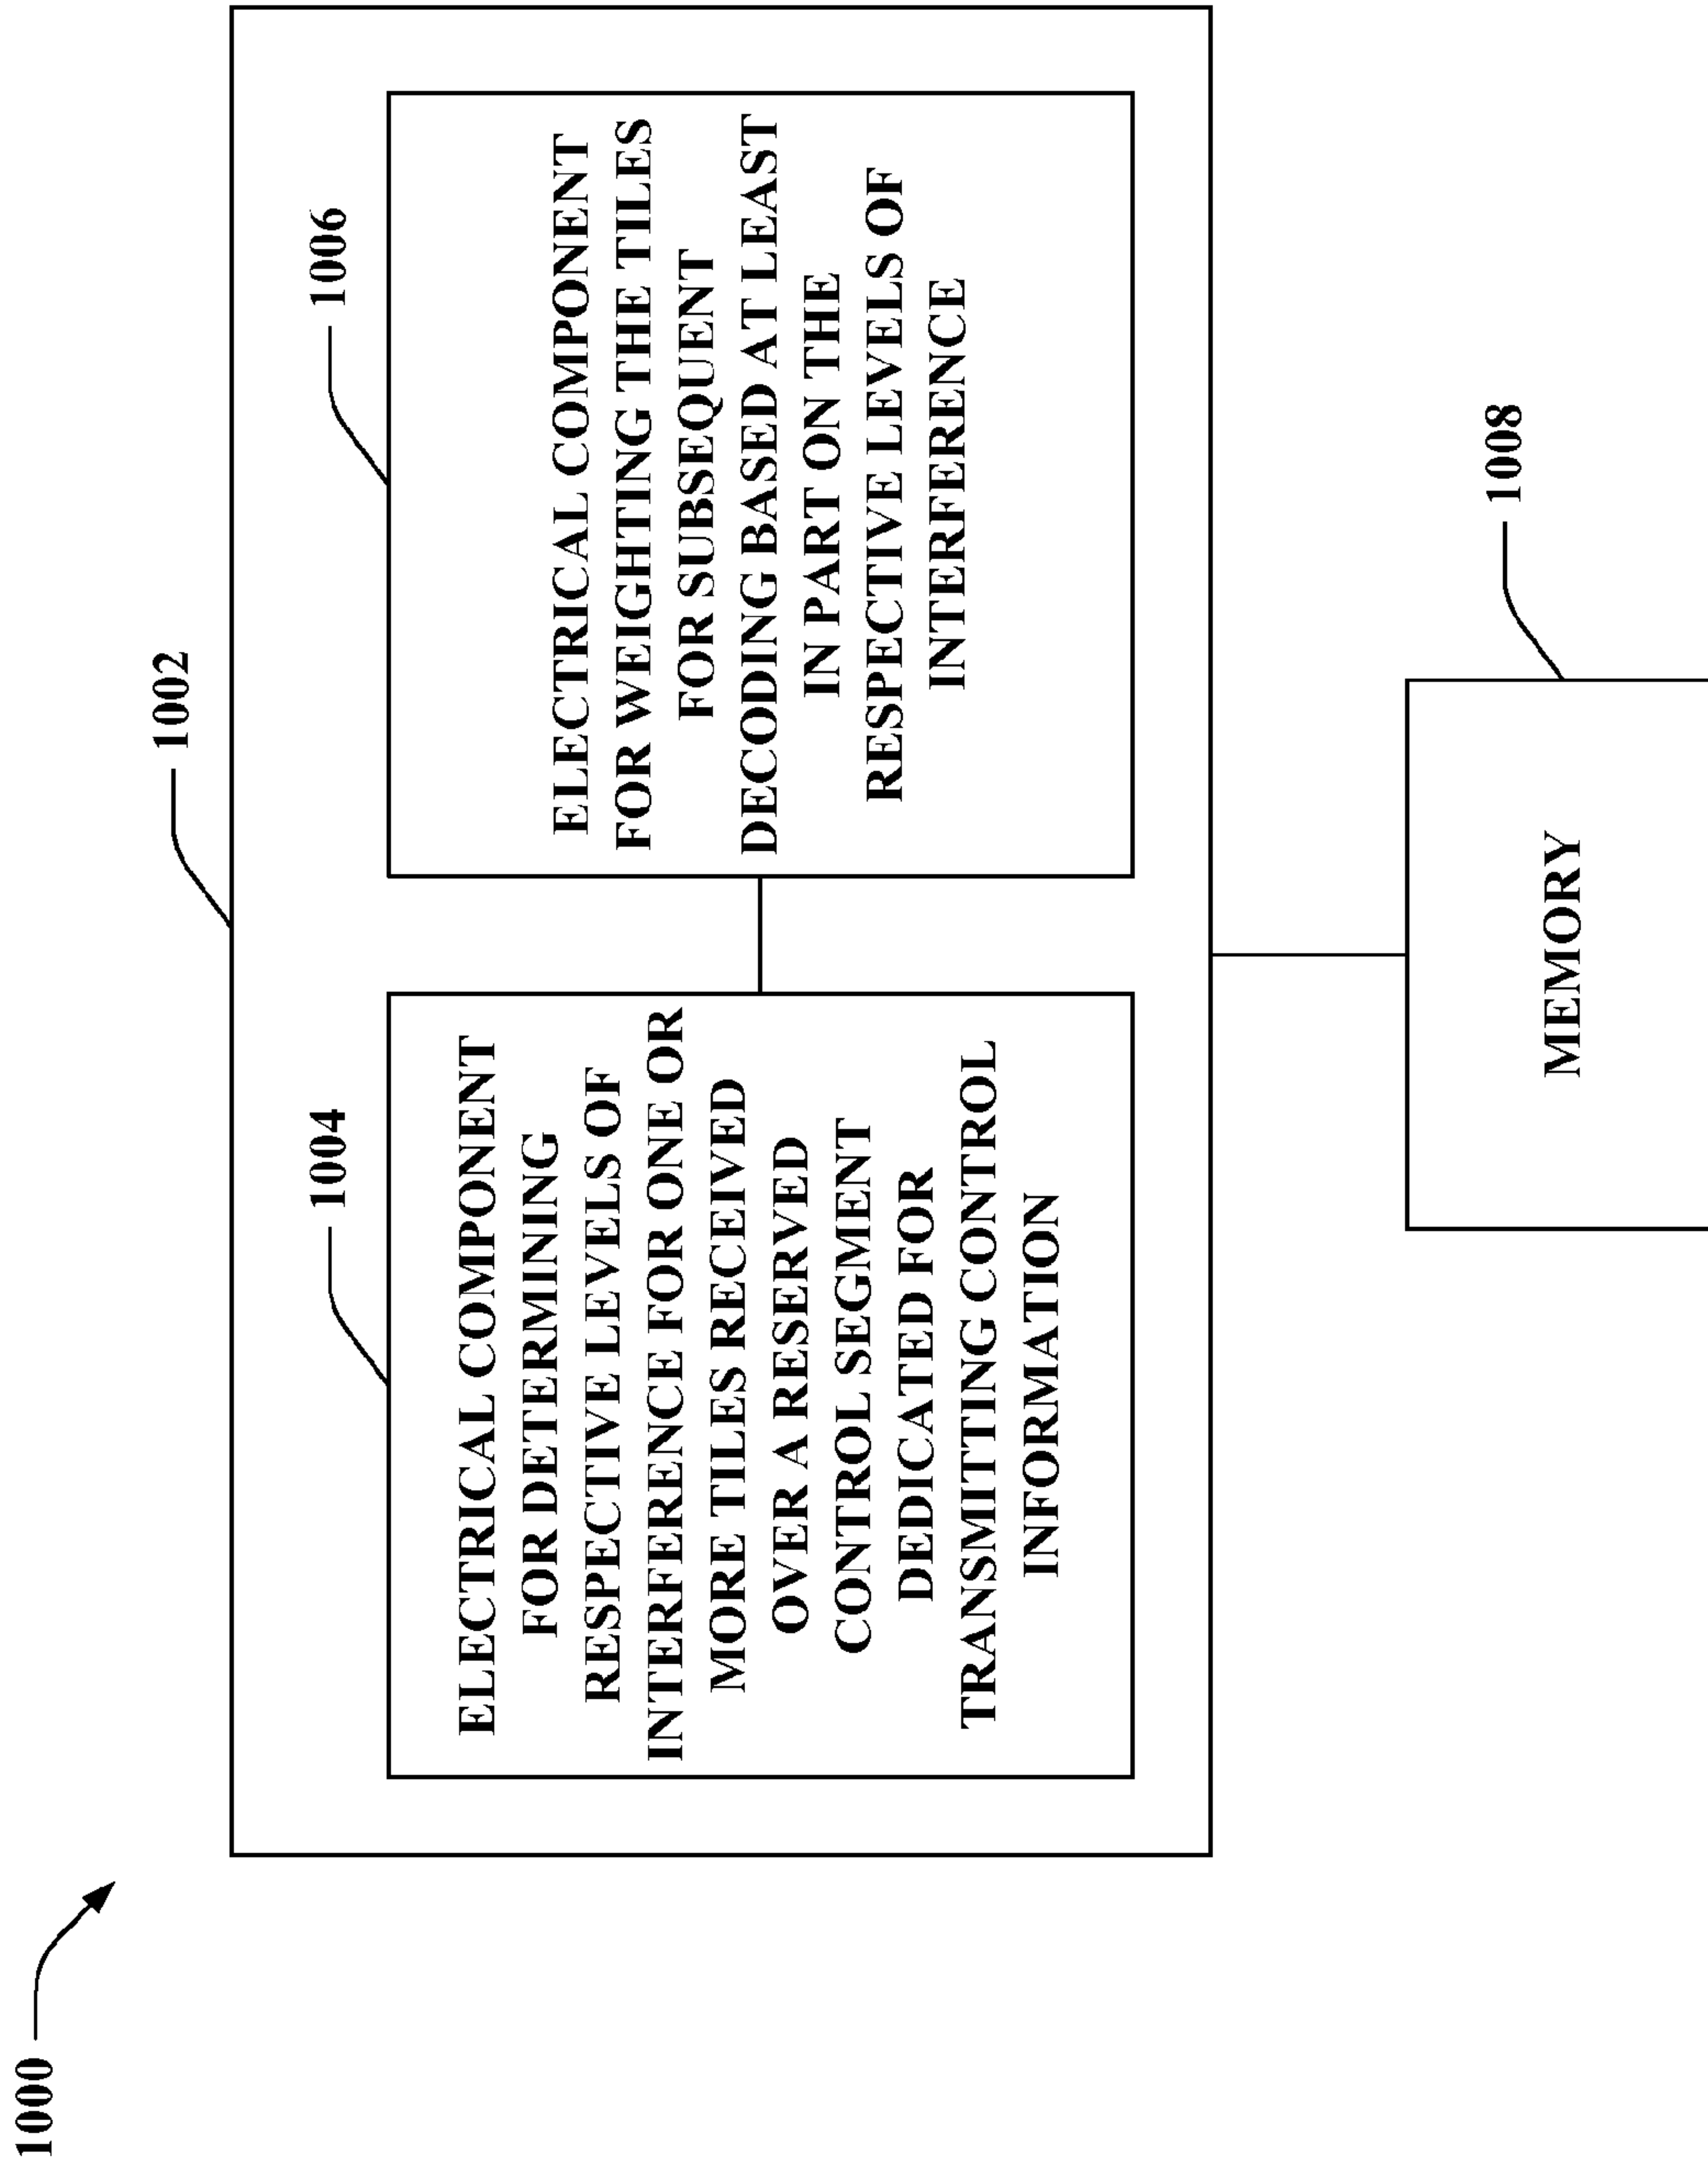 1000
1002
1004
ELECTRICAL COMPONENT
FOR DETERMINING
RESPECTIVE LEVELS OF
INTERFERENCE FOR ONE OR
MORE TILES RECEIVED
OVER A RESERVED
CONTROL SEGMENT
DEDICATED FOR
TRANSMITTING CONTROL
INFORMATION
1006
ELECTRICAL COMPONENT
FOR WEIGHTING THE TILES
FOR SUBSEQUENT
DECODING BASED AT LEAST
IN PART ON THE
RESPECTIVE LEVELS OF
INTERFERENCE
1008
MEMORY